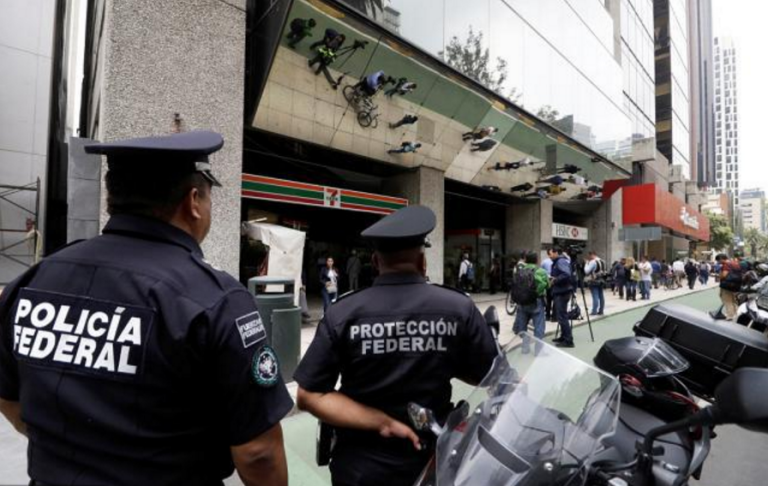 POLICÍA
FEDERAL
PROTECCIÓN
FEDERAL
7
HSBC